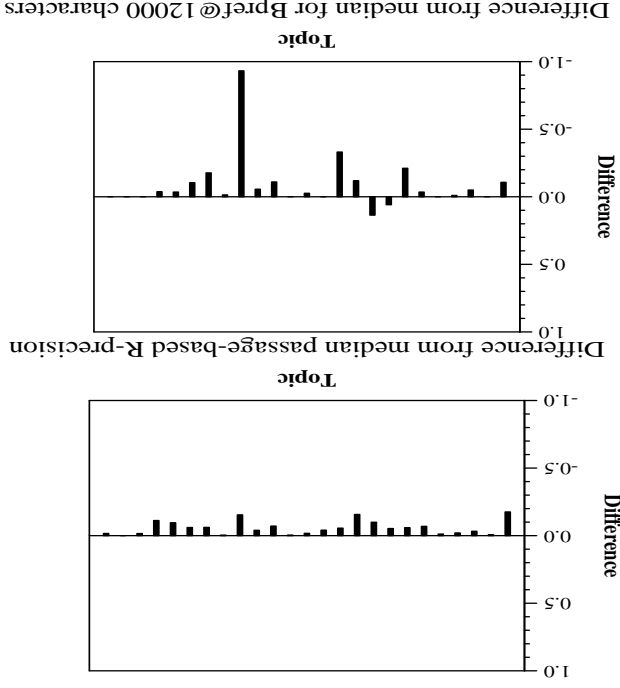 1.0
0.5
0.0
-0.5
-1.0
Difference
Topic
Difference from median passage-based R-precision
1.0
0.5
0.0
-0.5
-1.0
Difference
Topic
Difference from median for Bpref@12000 characters